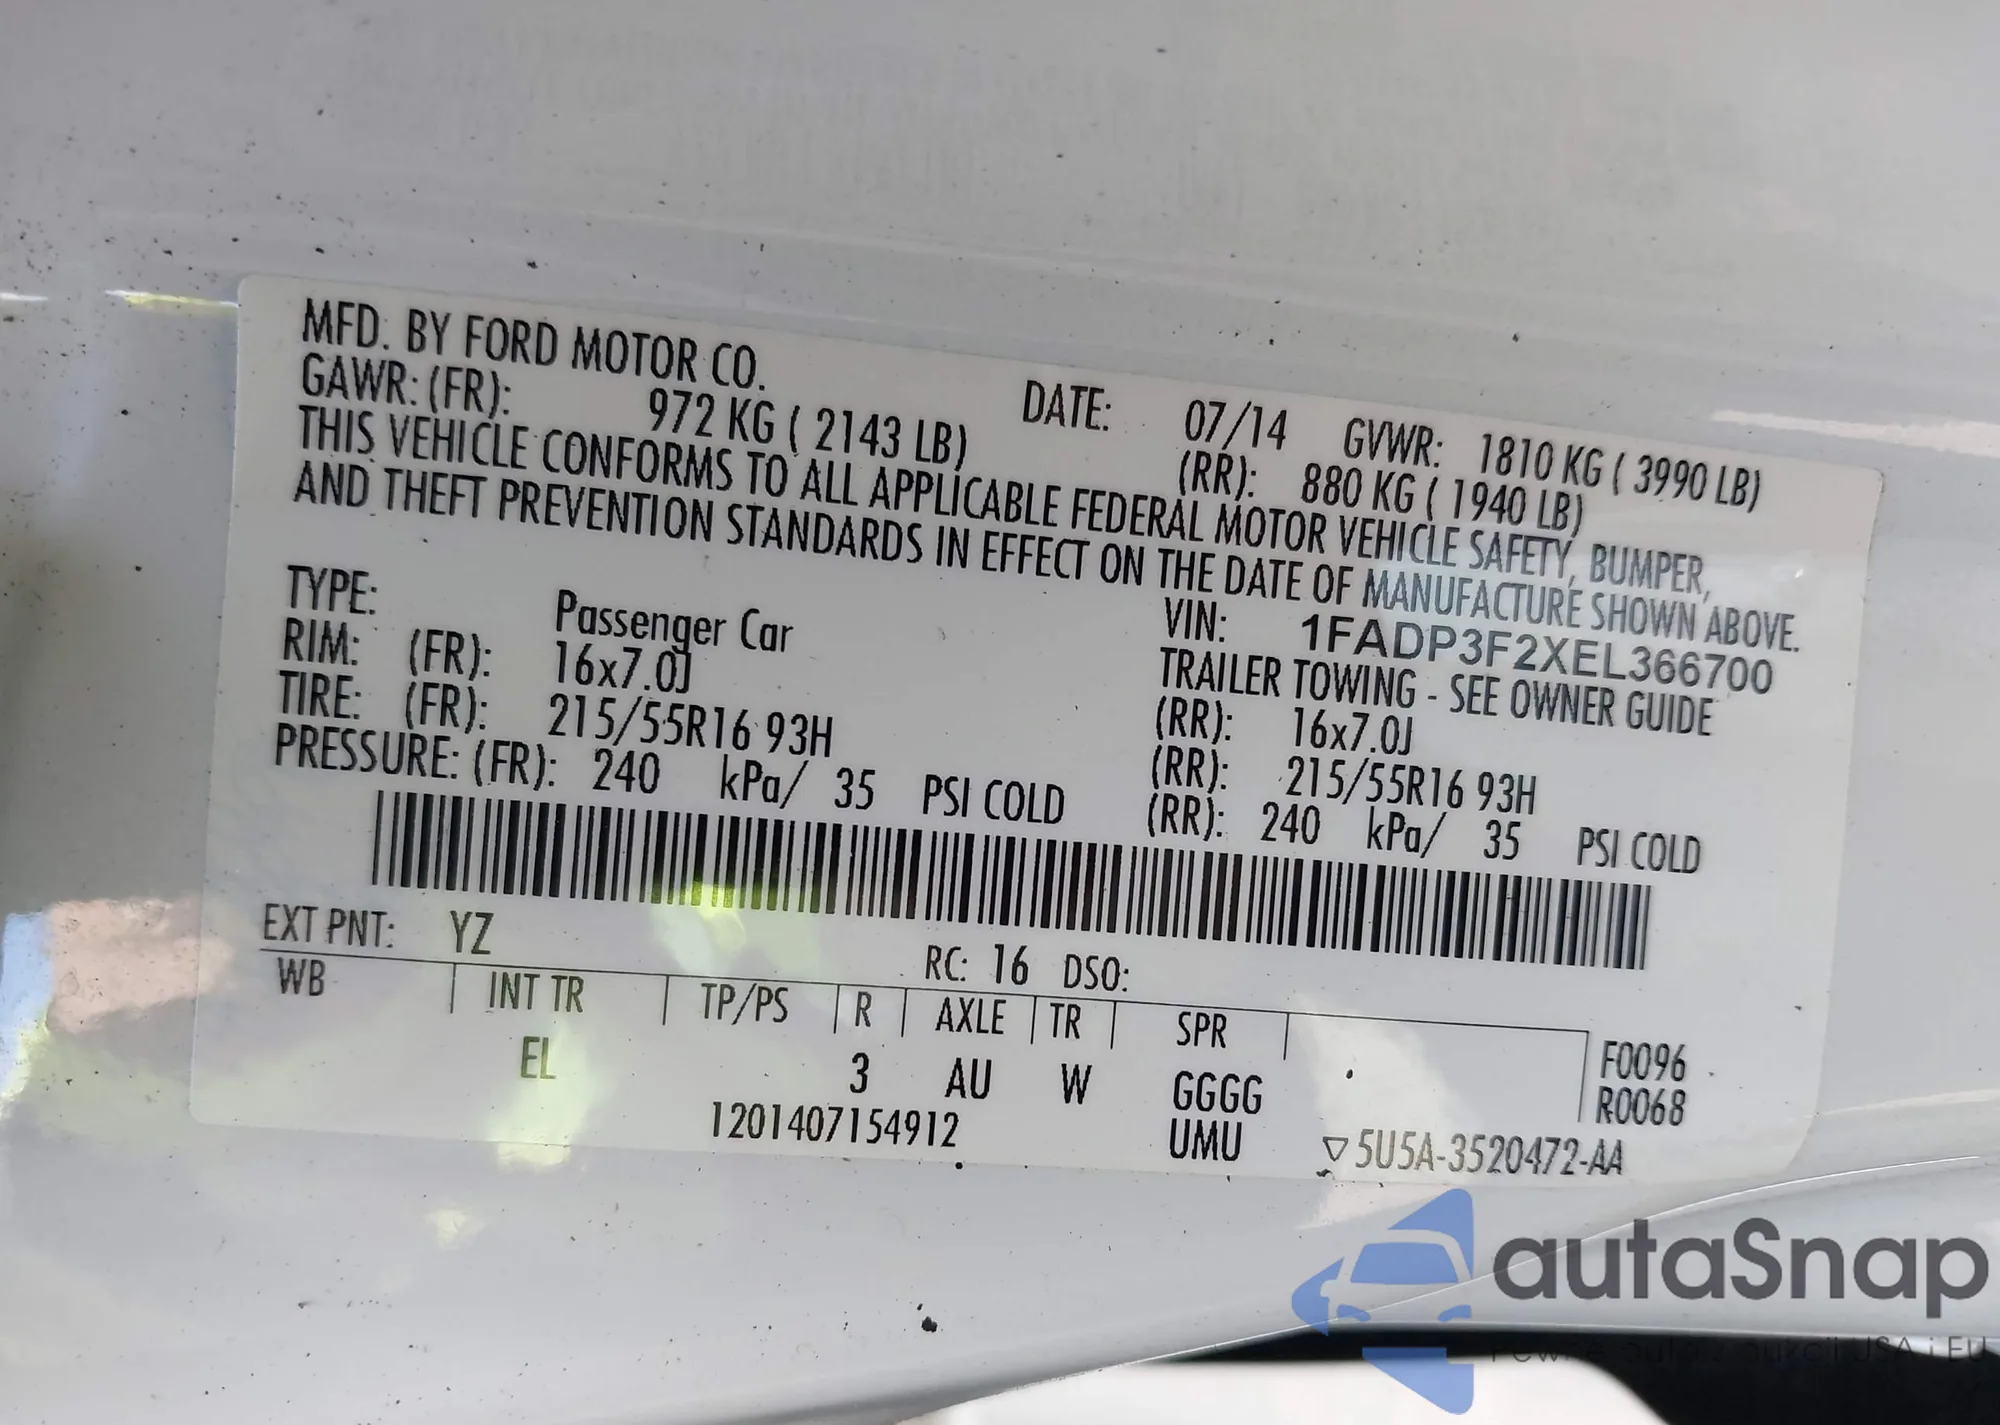 MFD. BY FORD MOTOR CO. DATE: 07/14 GVWR: 1810 KG ( 3990 LB)
GAWR: (FR): 972 KG ( 2143 LB) (RR): 880 KG ( 1940 LB)
THIS VEHICLE CONFORMS TO ALL APPLICABLE FEDERAL MOTOR VEHICLE SAFETY, BUMPER,
AND THEFT PREVENTION STANDARDS IN EFFECT ON THE DATE OF MANUFACTURE SHOWN ABOVE.
VIN: 1FADP3F2XEL366700
TYPE: Passenger Car TRAILER TOWING - SEE OWNER GUIDE
RIM: (FR): 16x7.0J (RR): 16x7.0J
TIRE: (FR): 215/55R16 93H (RR): 215/55R16 93H
PRESSURE: (FR): 240 kPa/ 35 PSI COLD (RR): 240 kPa/ 35 PSI COLD
EXT PNT: YZ RC: 16 DSO:
WB INT TR TP/PS R AXLE TR SPR F0096
EL 3 AU W GGGG R0068
1201407154912 UMU ▽5U5A-3520472-AA
autaSnap
Pewne auta z aukcji USA i EU